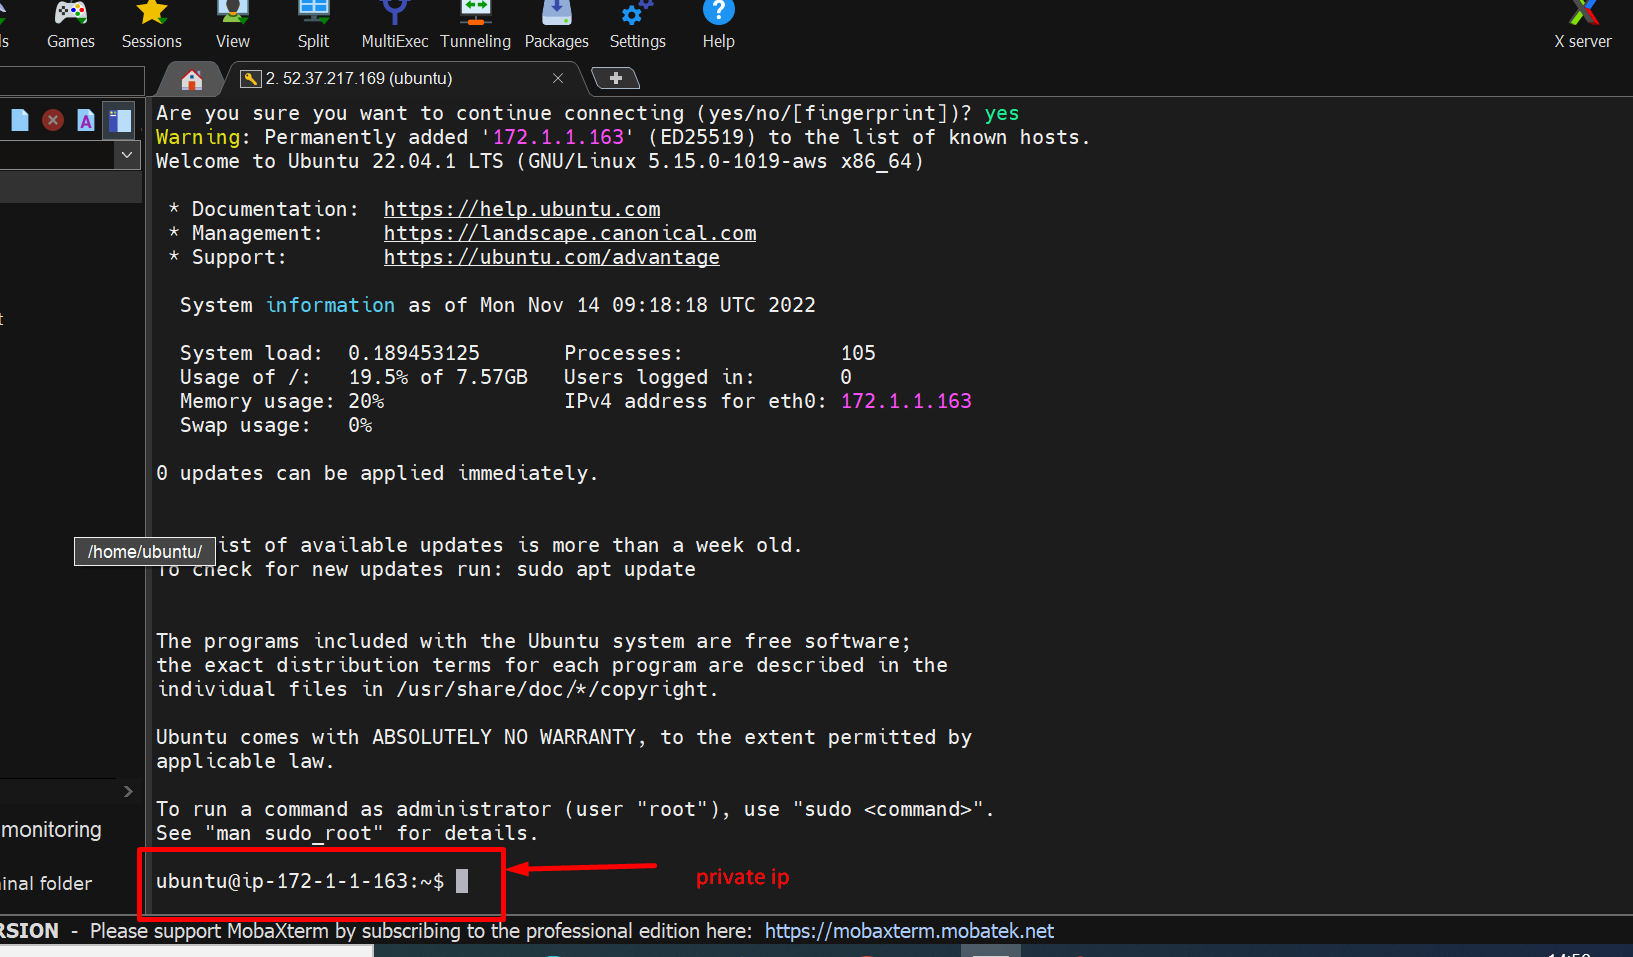 Games
Sessions
View
Split
MultiExec
Tunneling
Packages
Settings
Help
X server
2. 52.37.217.169 (ubuntu)
Are you sure you want to continue connecting (yes/no/[fingerprint])? yes
Warning: Permanently added '172.1.1.163' (ED25519) to the list of known hosts.
Welcome to Ubuntu 22.04.1 LTS (GNU/Linux 5.15.0-1019-aws x86_64)
* Documentation: https://help.ubuntu.com
* Management: https://landscape.canonical.com
* Support: https://ubuntu.com/advantage
System information as of Mon Nov 14 09:18:18 UTC 2022
System load: 0.189453125 Processes: 105
Usage of /: 19.5% of 7.57GB Users logged in: 0
Memory usage: 20% IPv4 address for eth0: 172.1.1.163
Swap usage: 0%
0 updates can be applied immediately.
/home/ubuntu/
ist of available updates is more than a week old.
To check for new updates run: sudo apt update
The programs included with the Ubuntu system are free software;
the exact distribution terms for each program are described in the
individual files in /usr/share/doc/*/copyright.
Ubuntu comes with ABSOLUTELY NO WARRANTY, to the extent permitted by
applicable law.
To run a command as administrator (user "root"), use "sudo <command>".
See "man sudo_root" for details.
monitoring
inal folder
ubuntu@ip-172-1-1-163:~$
private ip
RSION - Please support MobaXterm by subscribing to the professional edition here: https://mobaxterm.mobatek.net